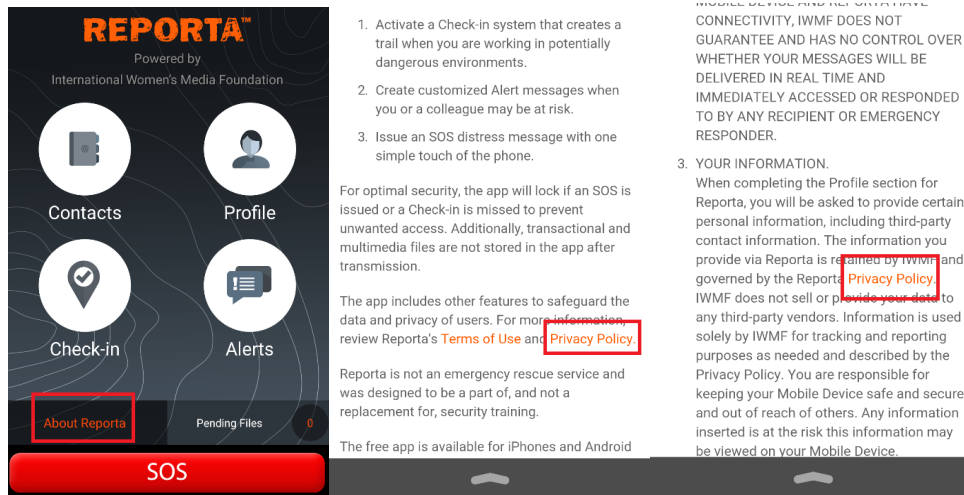 REPORTA™
Powered by
International Women's Media Foundation
Contacts
Profile
Check-in
Alerts
About Reporta
Pending Files
0
SOS
1. Activate a Check-in system that creates a
trail when you are working in potentially
dangerous environments.
2. Create customized Alert messages when
you or a colleague may be at risk.
3. Issue an SOS distress message with one
simple touch of the phone.
For optimal security, the app will lock if an SOS is
issued or a Check-in is missed to prevent
unwanted access. Additionally, transactional and
multimedia files are not stored in the app after
transmission.
The app includes other features to safeguard the
data and privacy of users. For more information,
review Reporta's Terms of Use and Privacy Policy.
Reporta is not an emergency rescue service and
was designed to be a part of, and not a
replacement for, security training.
The free app is available for iPhones and Android
MOBILE DEVICE AND REPORTA HAVE
CONNECTIVITY, IWMF DOES NOT
GUARANTEE AND HAS NO CONTROL OVER
WHETHER YOUR MESSAGES WILL BE
DELIVERED IN REAL TIME AND
IMMEDIATELY ACCESSED OR RESPONDED
TO BY ANY RECIPIENT OR EMERGENCY
RESPONDER.
3. YOUR INFORMATION.
When completing the Profile section for
Reporta, you will be asked to provide certain
personal information, including third-party
contact information. The information you
provide via Reporta is retained by IWMF and
governed by the Reporta Privacy Policy.
IWMF does not sell or provide your data to
any third-party vendors. Information is used
solely by IWMF for tracking and reporting
purposes as needed and described by the
Privacy Policy. You are responsible for
keeping your Mobile Device safe and secure
and out of reach of others. Any information
inserted is at the risk this information may
be viewed on your Mobile Device.